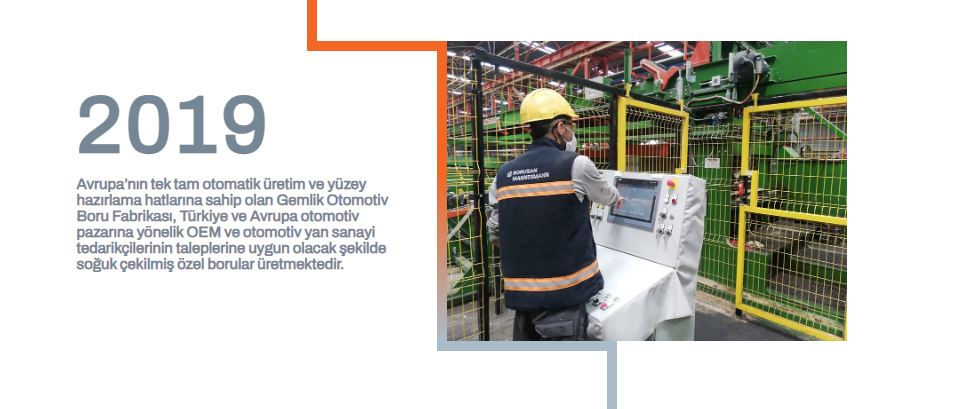 2019
Avrupa'nın tek tam otomatik üretim ve yüzey
hazırlama hatlarına sahip olan Gemlik Otomotiv
Boru Fabrikası, Türkiye ve Avrupa otomotiv
pazarına yönelik OEM ve otomotiv yan sanayi
tedarikçilerinin taleplerine uygun olacak şekilde
soğuk çekilmiş özel borular üretmektedir.
BORUSAN
MANNESMANN